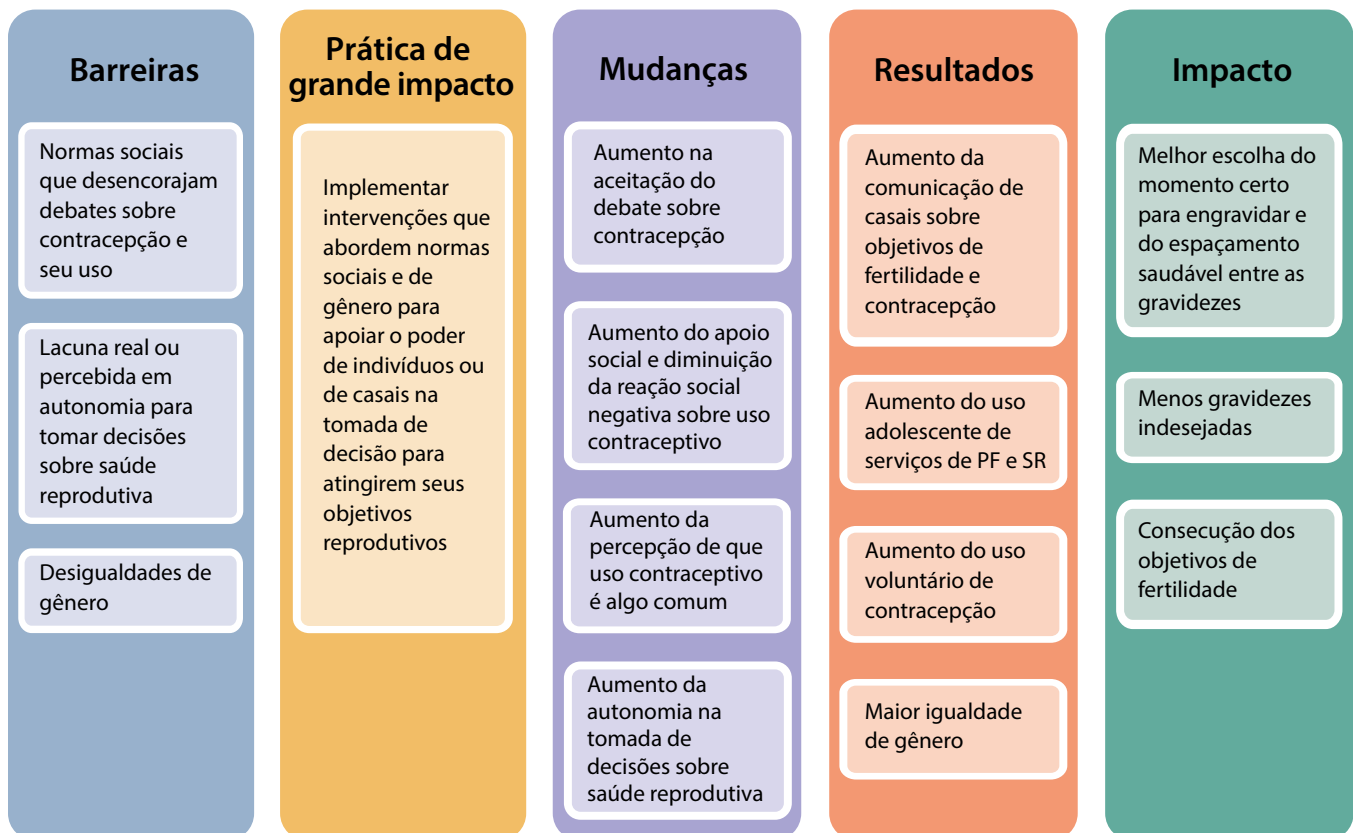 Barreiras
Normas sociais
que desencorajam
debates sobre
contracepção e
seu uso
Lacuna real ou
percebida em
autonomia para
tomar decisões
sobre saúde
reprodutiva
Desigualdades de
gênero
Prática de
grande impacto
Implementar
intervenções que
abordem normas
sociais e de
gênero para
apoiar o poder
de indivíduos ou
de casais na
tomada de
decisão para
atingirem seus
objetivos
reprodutivos
Mudanças
Aumento na
aceitação do
debate sobre
contracepção
Aumento do apoio
social e diminuição
da reação social
negativa sobre uso
contraceptivo
Aumento da
percepção de que
uso contraceptivo
é algo comum
Aumento da
autonomia na
tomada de
decisões sobre
saúde reprodutiva
Resultados
Aumento da
comunicação de
casais sobre
objetivos de
fertilidade e
contracepção
Aumento do uso
adolescente de
serviços de PF e SR
Aumento do uso
voluntário de
contracepção
Maior igualdade
de gênero
Impacto
Melhor escolha do
momento certo
para engravidar e
do espaçamento
saudável entre as
gravidezes
Menos gravidezes
indesejadas
Consecução dos
objetivos de
fertilidade